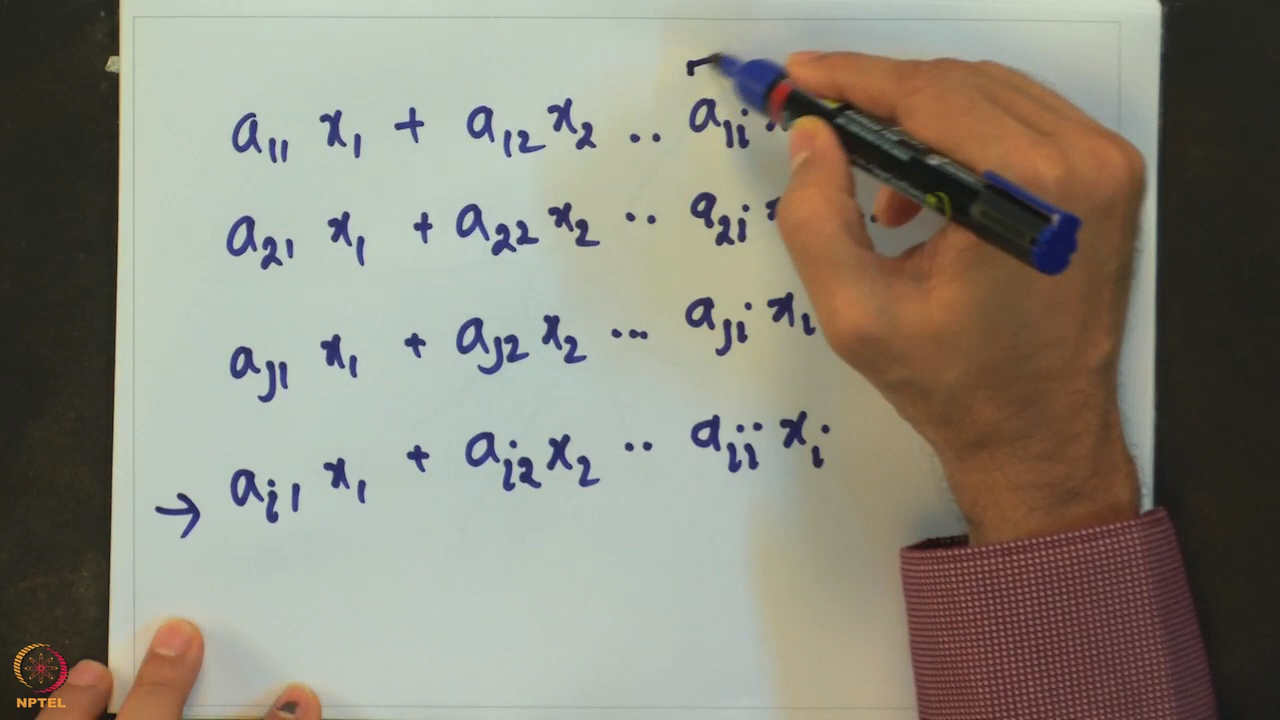 a₁₁ x₁ + a₁₂ x₂ .. a₁ᵢ
a₂₁ x₁ + a₂₂ x₂ .. a₂ᵢ
aⱼ₁ x₁ + aⱼ₂ x₂ ... aⱼᵢ xᵢ
→ aᵢ₁ x₁ + aᵢ₂ x₂ .. aᵢᵢ xᵢ
NPTEL